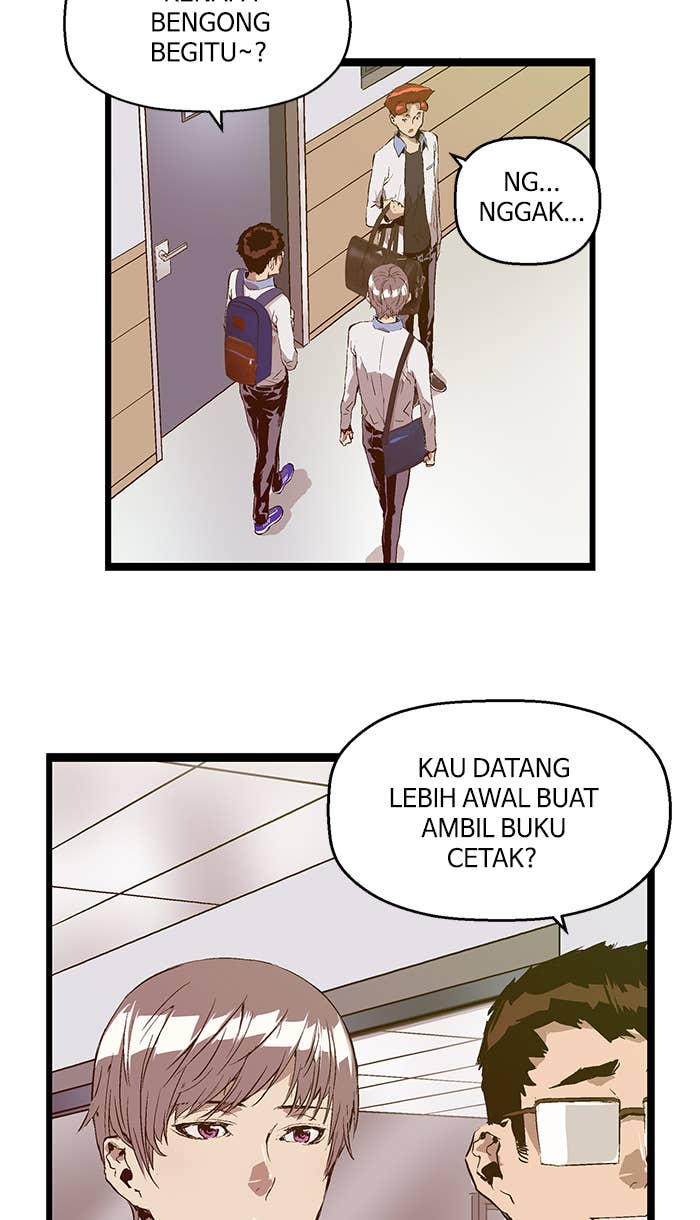 BENGONG
BEGITU~?
NG...
NGGAK...
KAU DATANG
LEBIH AWAL BUAT
AMBIL BUKU
CETAK?